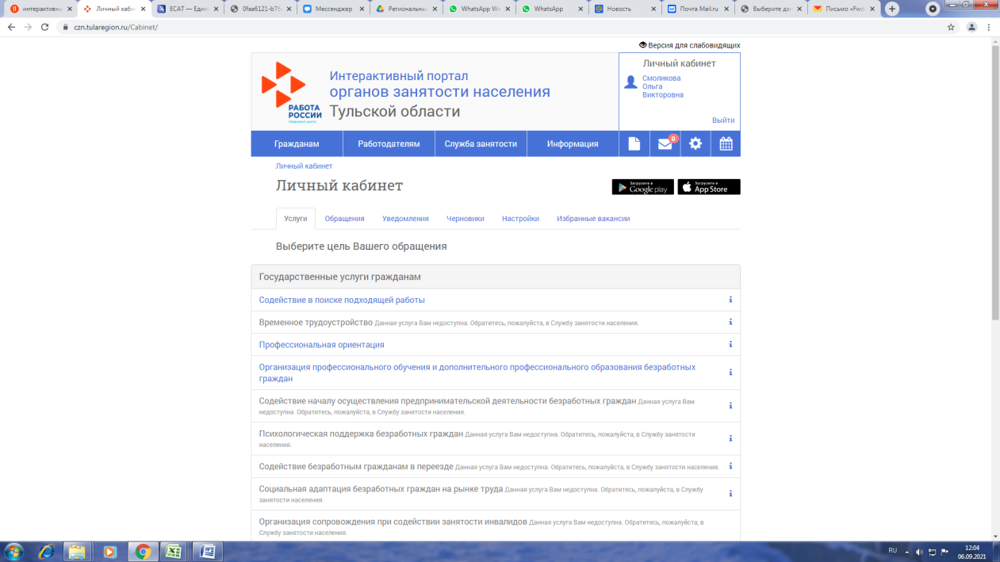 интерактивны
Личный каби
ЕСАТ — Един
0faa6121-b76
Мессенджер
Региональны
WhatsApp We
WhatsApp
Новость
Почта Mail.ru
Выберите дан
Письмо «Fwd
czn.tularegion.ru/Cabinet/
Версия для слабовидящих
РАБОТА
РОССИИ
Интерактивный портал
органов занятости населения
Тульской области
Личный кабинет
Смоликова
Ольга
Викторовна
Выйти
Гражданам Работодателям Служба занятости Информация 0
Личный кабинет
Личный кабинет
Загрузите в
Google play
Загрузите в
App Store
Услуги Обращения Уведомления Черновики Настройки Избранные вакансии
Выберите цель Вашего обращения
Государственные услуги гражданам
Содействие в поиске подходящей работы
Временное трудоустройство Данная услуга Вам недоступна. Обратитесь, пожалуйста, в Службу занятости населения.
Профессиональная ориентация
Организация профессионального обучения и дополнительного профессионального образования безработных
граждан
Содействие началу осуществления предпринимательской деятельности безработных граждан Данная услуга Вам
недоступна. Обратитесь, пожалуйста, в Службу занятости населения.
Психологическая поддержка безработных граждан Данная услуга Вам недоступна. Обратитесь, пожалуйста, в Службу занятости
населения.
Содействие безработным гражданам в переезде Данная услуга Вам недоступна. Обратитесь, пожалуйста, в Службу занятости населения.
Социальная адаптация безработных граждан на рынке труда Данная услуга Вам недоступна. Обратитесь, пожалуйста, в Службу
занятости населения.
Организация сопровождения при содействии занятости инвалидов Данная услуга Вам недоступна. Обратитесь, пожалуйста, в
Службу занятости населения.
RU
12:04
06.09.2021